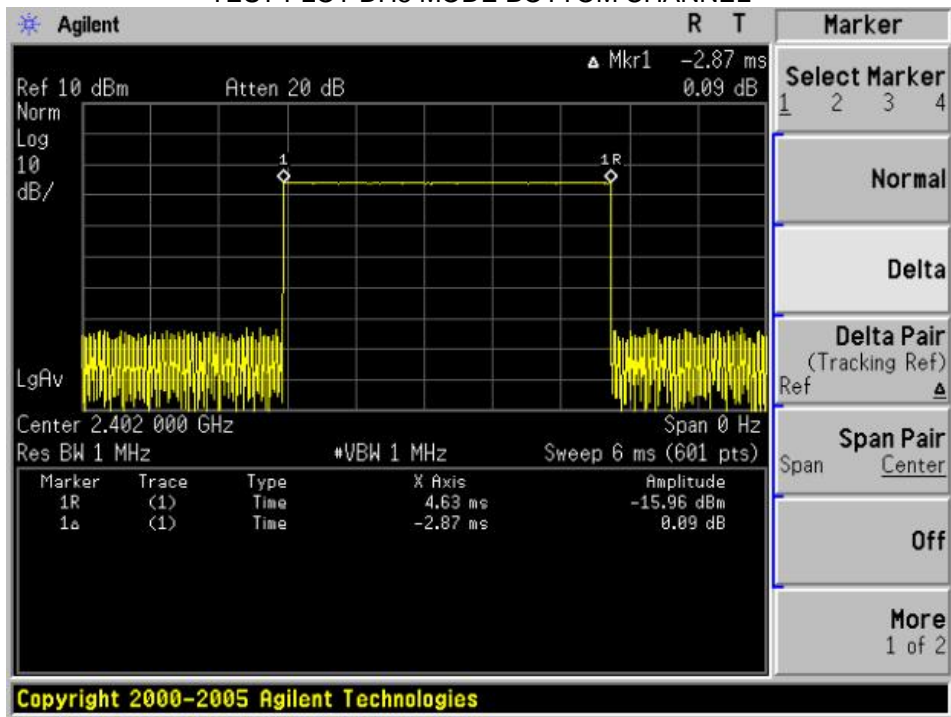 Agilent R T
Marker
Δ Mkr1 -2.87 ms
Ref 10 dBm Atten 20 dB 0.09 dB
Norm
Log
10
dB/
1
1R
LgAv
Center 2.402 000 GHz Span 0 Hz
Res BW 1 MHz #VBW 1 MHz Sweep 6 ms (601 pts)
Marker Trace Type X Axis Amplitude
1R (1) Time 4.63 ms -15.96 dBm
1Δ (1) Time -2.87 ms 0.09 dB
Select Marker
1 2 3 4
Normal
Delta
Delta Pair
(Tracking Ref)
Ref Δ
Span Pair
Span Center
Off
More
1 of 2
Copyright 2000-2005 Agilent Technologies